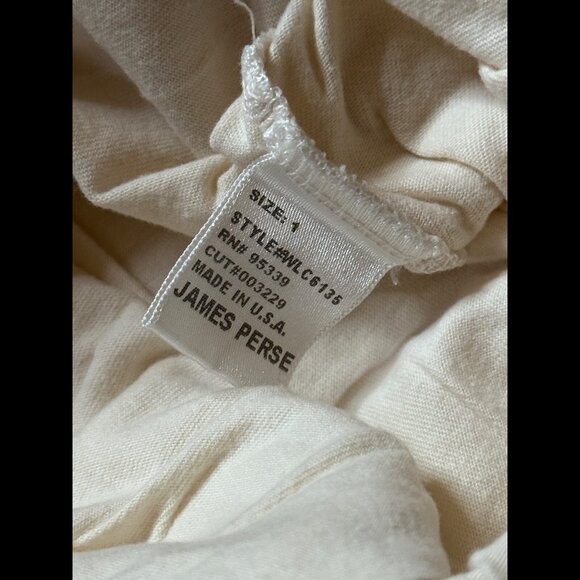 SIZE: 1
STYLE#WLC6135
RN# 95339
CUT#003229
MADE IN U.S.A.
JAMES PERSE